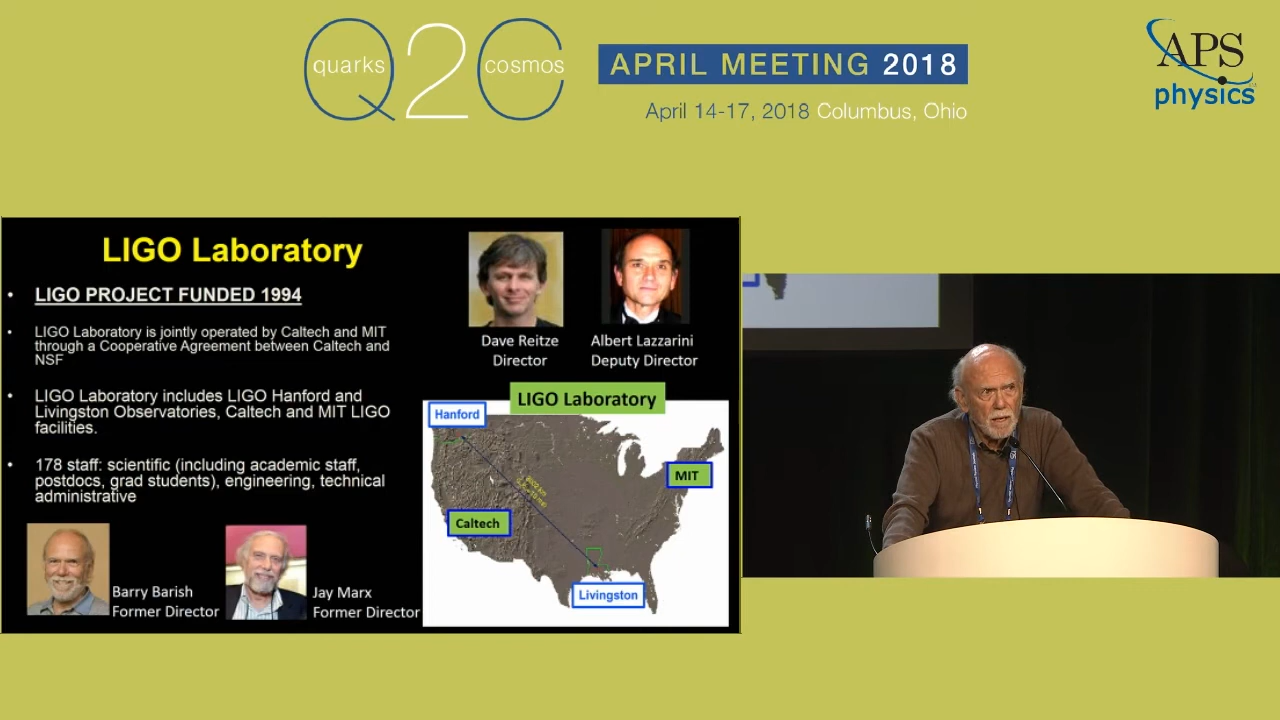 quarks
Q2C
cosmos
APRIL MEETING 2018
April 14-17, 2018 Columbus, Ohio
APS
physics
LIGO Laboratory
• LIGO PROJECT FUNDED 1994
• LIGO Laboratory is jointly operated by Caltech and MIT
through a Cooperative Agreement between Caltech and
NSF
• LIGO Laboratory includes LIGO Hanford and
Livingston Observatories, Caltech and MIT LIGO
facilities.
• 178 staff: scientific (including academic staff,
postdocs, grad students), engineering, technical
administrative
Barry Barish
Former Director
Jay Marx
Former Director
Dave Reitze
Director
Albert Lazzarini
Deputy Director
LIGO Laboratory
Hanford
MIT
Caltech
Livingston